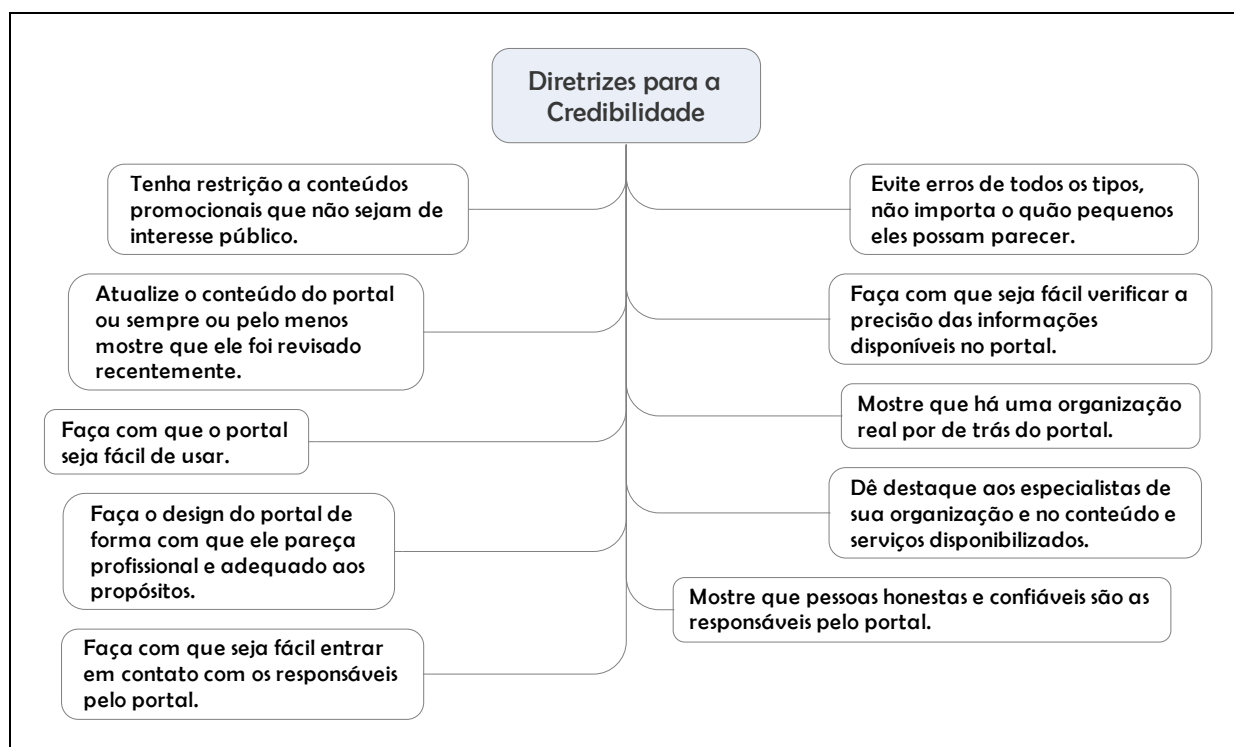 Diretrizes para a
Credibilidade
Tenha restrição a conteúdos
promocionais que não sejam de
interesse público.
Atualize o conteúdo do portal
ou sempre ou pelo menos
mostre que ele foi revisado
recentemente.
Faça com que o portal
seja fácil de usar.
Faça o design do portal de
forma com que ele pareça
profissional e adequado aos
propósitos.
Faça com que seja fácil entrar
em contato com os responsáveis
pelo portal.
Evite erros de todos os tipos,
não importa o quão pequenos
eles possam parecer.
Faça com que seja fácil verificar a
precisão das informações
disponíveis no portal.
Mostre que há uma organização
real por de trás do portal.
Dê destaque aos especialistas de
sua organização e no conteúdo e
serviços disponibilizados.
Mostre que pessoas honestas e confiáveis são as
responsáveis pelo portal.